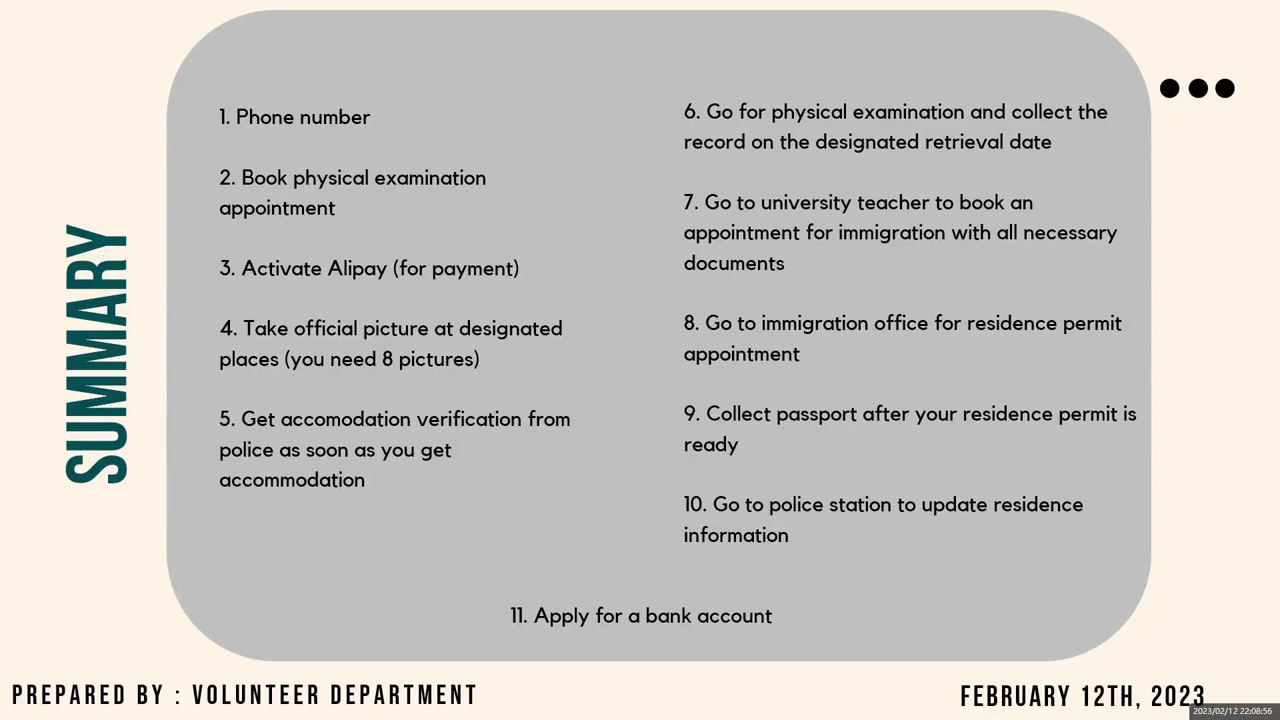 SUMMARY
1. Phone number
2. Book physical examination
appointment
3. Activate Alipay (for payment)
4. Take official picture at designated
places (you need 8 pictures)
5. Get accomodation verification from
police as soon as you get
accommodation
6. Go for physical examination and collect the
record on the designated retrieval date
7. Go to university teacher to book an
appointment for immigration with all necessary
documents
8. Go to immigration office for residence permit
appointment
9. Collect passport after your residence permit is
ready
10. Go to police station to update residence
information
11. Apply for a bank account
PREPARED BY : VOLUNTEER DEPARTMENT
FEBRUARY 12TH, 2023
2023/02/12 22:08:56